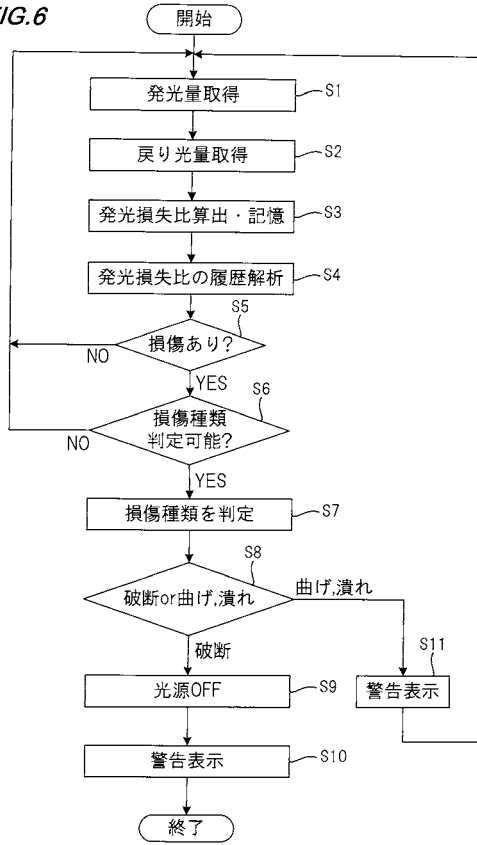 FIG.6
開始
発光量取得
S1
戻り光量取得
S2
発光損失比算出・記憶
S3
発光損失比の履歴解析
S4
S5
損傷あり?
NO
YES
S6
損傷種類
判定可能?
NO
YES
損傷種類を判定
S7
S8
破断or曲げ,潰れ
曲げ,潰れ
破断
S11
光源OFF
S9
警告表示
警告表示
S10
終了